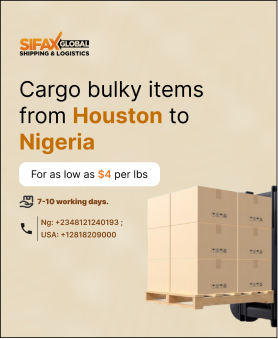 SIFAX GLOBAL
SHIPPING & LOGISTICS
Cargo bulky items
from Houston to
Nigeria
For as low as $4 per lbs
7-10 working days.
Ng: +2348121240193 ;
USA: +12818209000